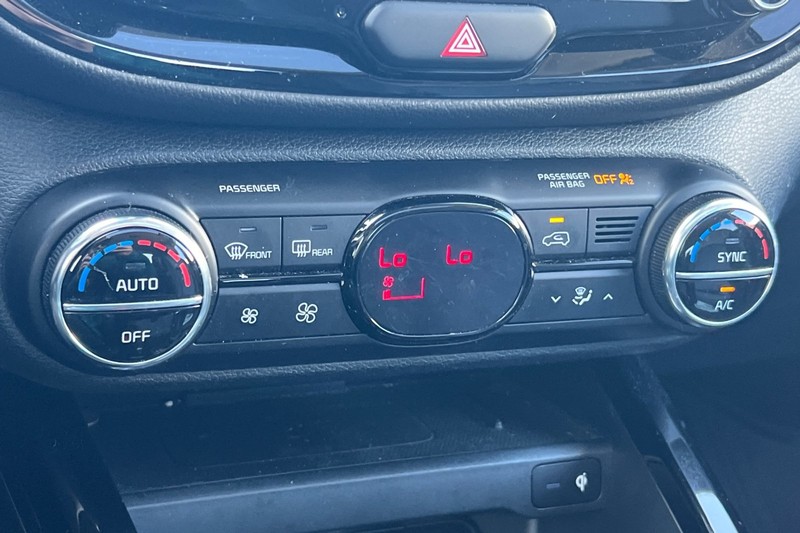 PASSENGER
PASSENGER
AIR BAG
OFF
FRONT
REAR
Lo Lo
AUTO
OFF
SYNC
A/C